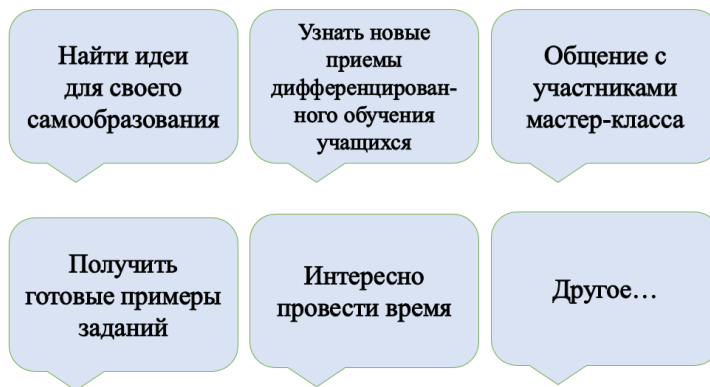 Найти идеи
для своего
самообразования
Узнать новые
приемы
дифференцирован-
ного обучения
учащихся
Общение с
участниками
мастер-класса
Получить
готовые примеры
заданий
Интересно
провести время
Другое…